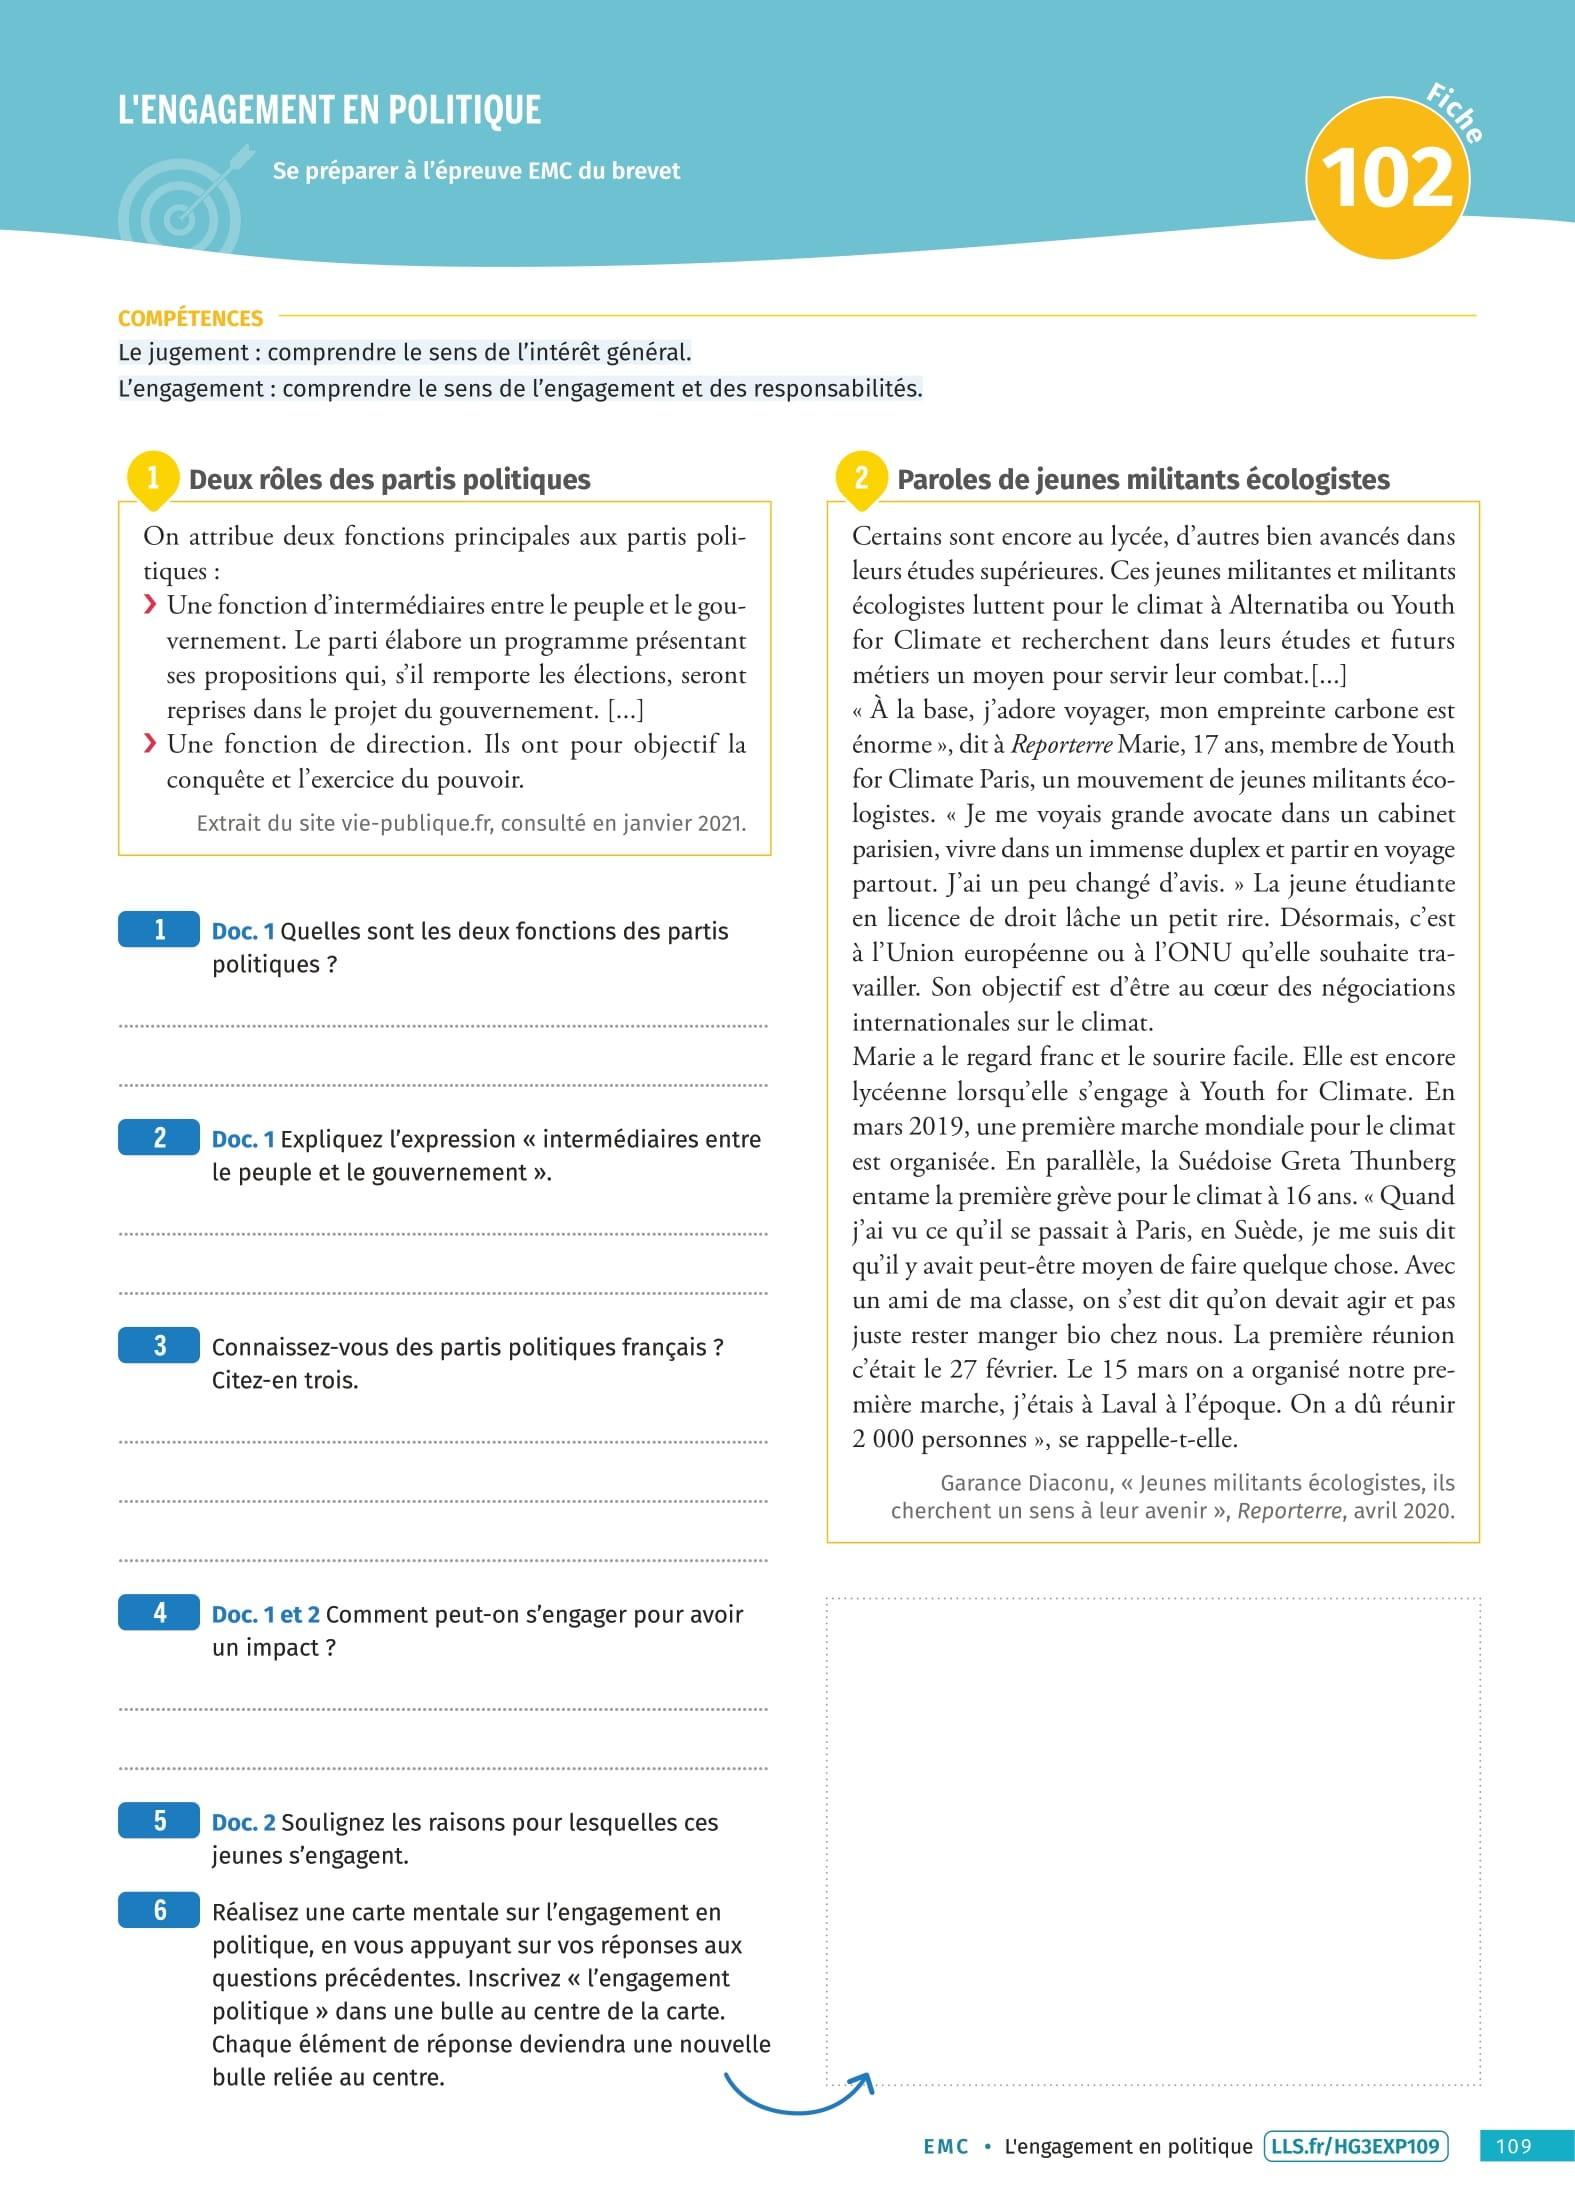 L'ENGAGEMENT EN POLITIQUE
Se préparer à l'épreuve EMC du brevet
Fiche
102
COMPÉTENCES
Le jugement : comprendre le sens de l'intérêt général.
L'engagement : comprendre le sens de l'engagement et des responsabilités.
1 Deux rôles des partis politiques
On attribue deux fonctions principales aux partis poli-
tiques :
❯ Une fonction d'intermédiaires entre le peuple et le gou-
vernement. Le parti élabore un programme présentant
ses propositions qui, s'il remporte les élections, seront
reprises dans le projet du gouvernement. [...]
❯ Une fonction de direction. Ils ont pour objectif la
conquête et l'exercice du pouvoir.
Extrait du site vie-publique.fr, consulté en janvier 2021.
1 Doc. 1 Quelles sont les deux fonctions des partis
politiques ?
2 Doc. 1 Expliquez l'expression « intermédiaires entre
le peuple et le gouvernement ».
3 Connaissez-vous des partis politiques français ?
Citez-en trois.
4 Doc. 1 et 2 Comment peut-on s'engager pour avoir
un impact ?
5 Doc. 2 Soulignez les raisons pour lesquelles ces
jeunes s'engagent.
6 Réalisez une carte mentale sur l'engagement en
politique, en vous appuyant sur vos réponses aux
questions précédentes. Inscrivez « l'engagement
politique » dans une bulle au centre de la carte.
Chaque élément de réponse deviendra une nouvelle
bulle reliée au centre.
2 Paroles de jeunes militants écologistes
Certains sont encore au lycée, d'autres bien avancés dans
leurs études supérieures. Ces jeunes militantes et militants
écologistes luttent pour le climat à Alternatiba ou Youth
for Climate et recherchent dans leurs études et futurs
métiers un moyen pour servir leur combat.[...]
« À la base, j'adore voyager, mon empreinte carbone est
énorme », dit à Reporterre Marie, 17 ans, membre de Youth
for Climate Paris, un mouvement de jeunes militants éco-
logistes. « Je me voyais grande avocate dans un cabinet
parisien, vivre dans un immense duplex et partir en voyage
partout. J'ai un peu changé d'avis. » La jeune étudiante
en licence de droit lâche un petit rire. Désormais, c'est
à l'Union européenne ou à l'ONU qu'elle souhaite tra-
vailler. Son objectif est d'être au cœur des négociations
internationales sur le climat.
Marie a le regard franc et le sourire facile. Elle est encore
lycéenne lorsqu'elle s'engage à Youth for Climate. En
mars 2019, une première marche mondiale pour le climat
est organisée. En parallèle, la Suédoise Greta Thunberg
entame la première grève pour le climat à 16 ans. « Quand
j'ai vu ce qu'il se passait à Paris, en Suède, je me suis dit
qu'il y avait peut-être moyen de faire quelque chose. Avec
un ami de ma classe, on s'est dit qu'on devait agir et pas
juste rester manger bio chez nous. La première réunion
c'était le 27 février. Le 15 mars on a organisé notre pre-
mière marche, j'étais à Laval à l'époque. On a dû réunir
2 000 personnes », se rappelle-t-elle.
Garance Diaconu, « Jeunes militants écologistes, ils
cherchent un sens à leur avenir », Reporterre, avril 2020.
EMC • L'engagement en politique LLS.fr/HG3EXP109 109